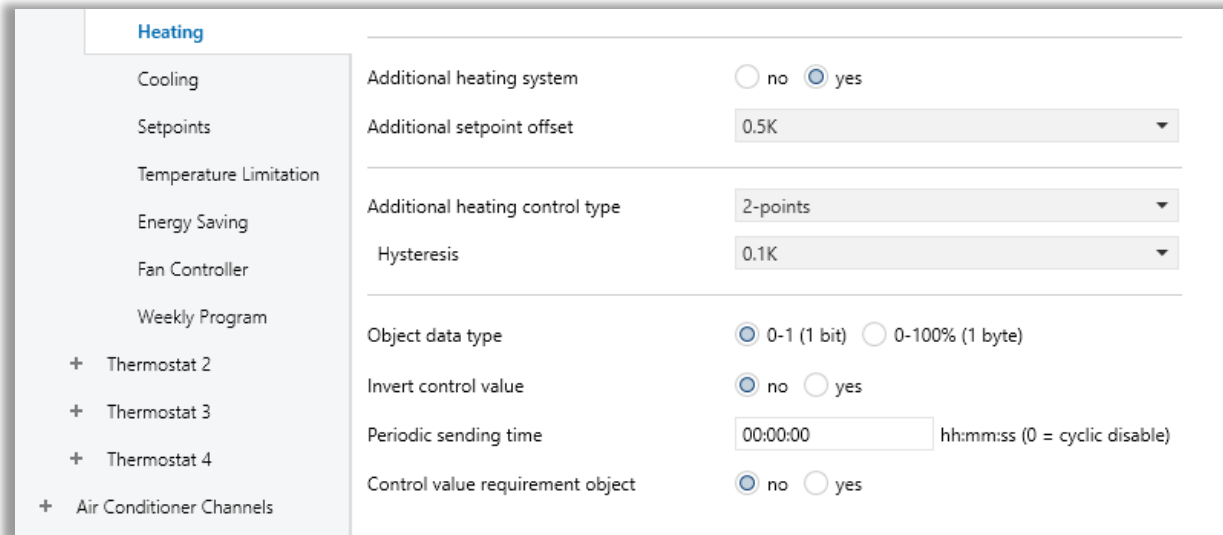 Heating
Cooling
Setpoints
Temperature Limitation
Energy Saving
Fan Controller
Weekly Program
+ Thermostat 2
+ Thermostat 3
+ Thermostat 4
+ Air Conditioner Channels
Additional heating system no yes
Additional setpoint offset 0.5K
Additional heating control type 2-points
Hysteresis 0.1K
Object data type 0-1 (1 bit) 0-100% (1 byte)
Invert control value no yes
Periodic sending time 00:00:00 hh:mm:ss (0 = cyclic disable)
Control value requirement object no yes